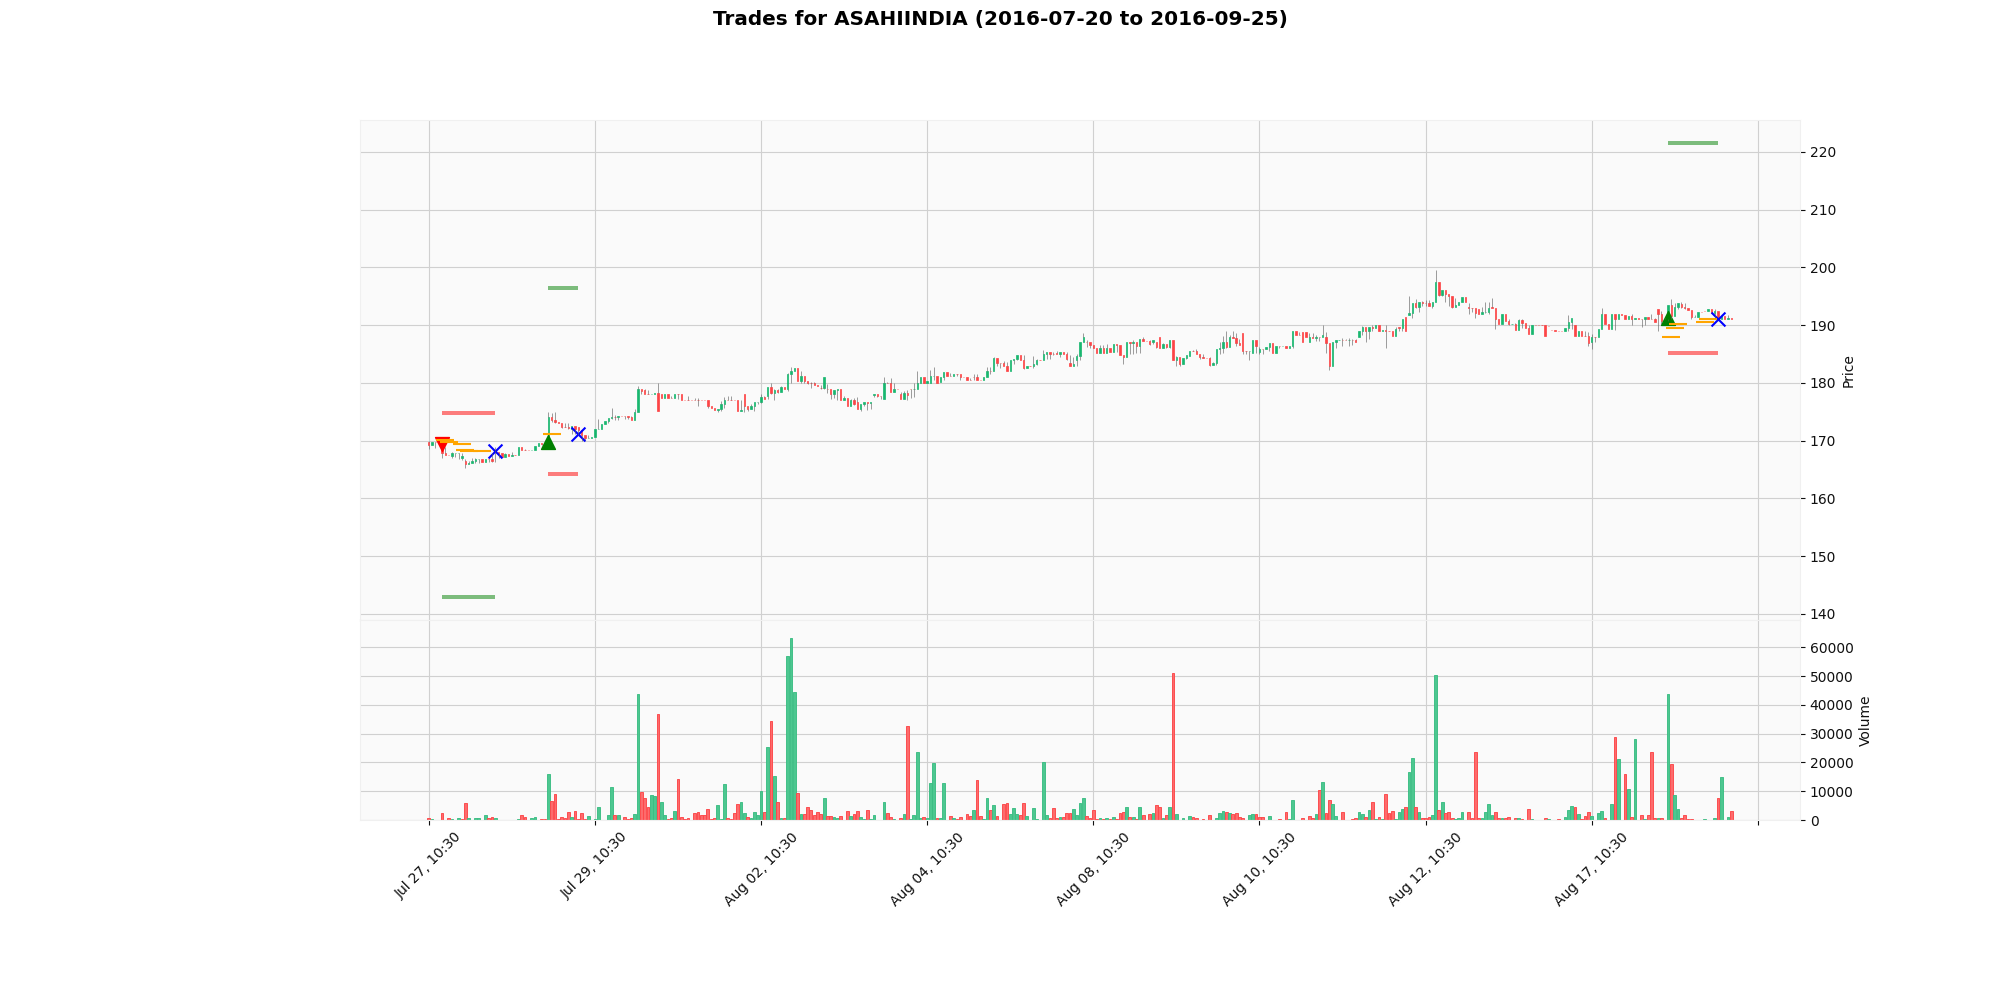 Trades for ASAHIINDIA (2016-07-20 to 2016-09-25)
220
210
200
190
180
170
160
150
140
Price
60000
50000
40000
30000
20000
10000
0
Volume
Jul 27, 10:30
Jul 29, 10:30
Aug 02, 10:30
Aug 04, 10:30
Aug 08, 10:30
Aug 10, 10:30
Aug 12, 10:30
Aug 17, 10:30